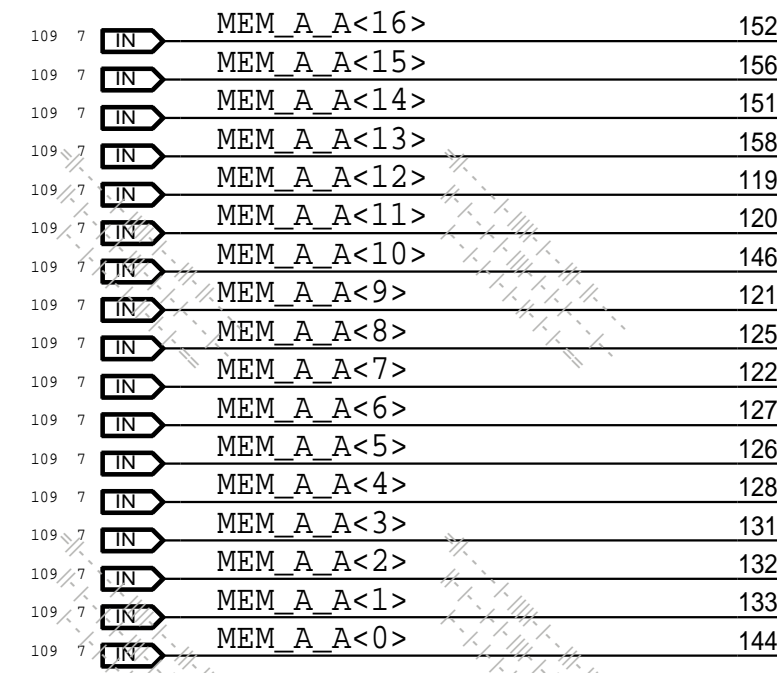 109 7 IN MEM_A_A<16> 152
109 7 IN MEM_A_A<15> 156
109 7 IN MEM_A_A<14> 151
109 7 IN MEM_A_A<13> 158
109 7 IN MEM_A_A<12> 119
109 7 IN MEM_A_A<11> 120
109 7 IN MEM_A_A<10> 146
109 7 IN MEM_A_A<9> 121
109 7 IN MEM_A_A<8> 125
109 7 IN MEM_A_A<7> 122
109 7 IN MEM_A_A<6> 127
109 7 IN MEM_A_A<5> 126
109 7 IN MEM_A_A<4> 128
109 7 IN MEM_A_A<3> 131
109 7 IN MEM_A_A<2> 132
109 7 IN MEM_A_A<1> 133
109 7 IN MEM_A_A<0> 144